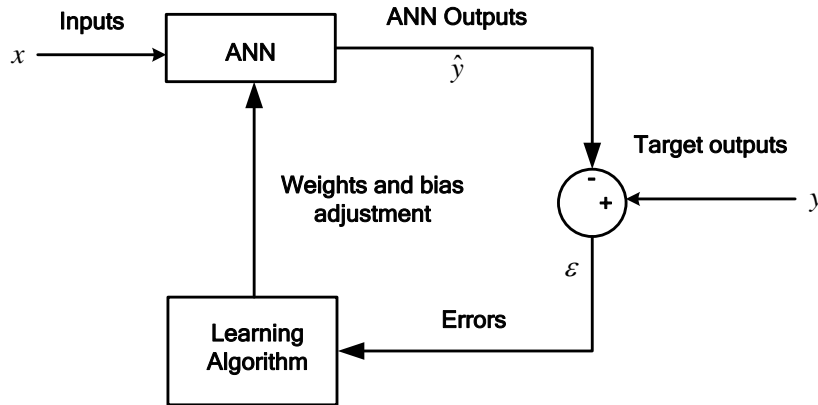 Inputs
x
ANN
ANN Outputs
ŷ
Target outputs
-
+
y
Weights and bias
adjustment
ε
Errors
Learning
Algorithm